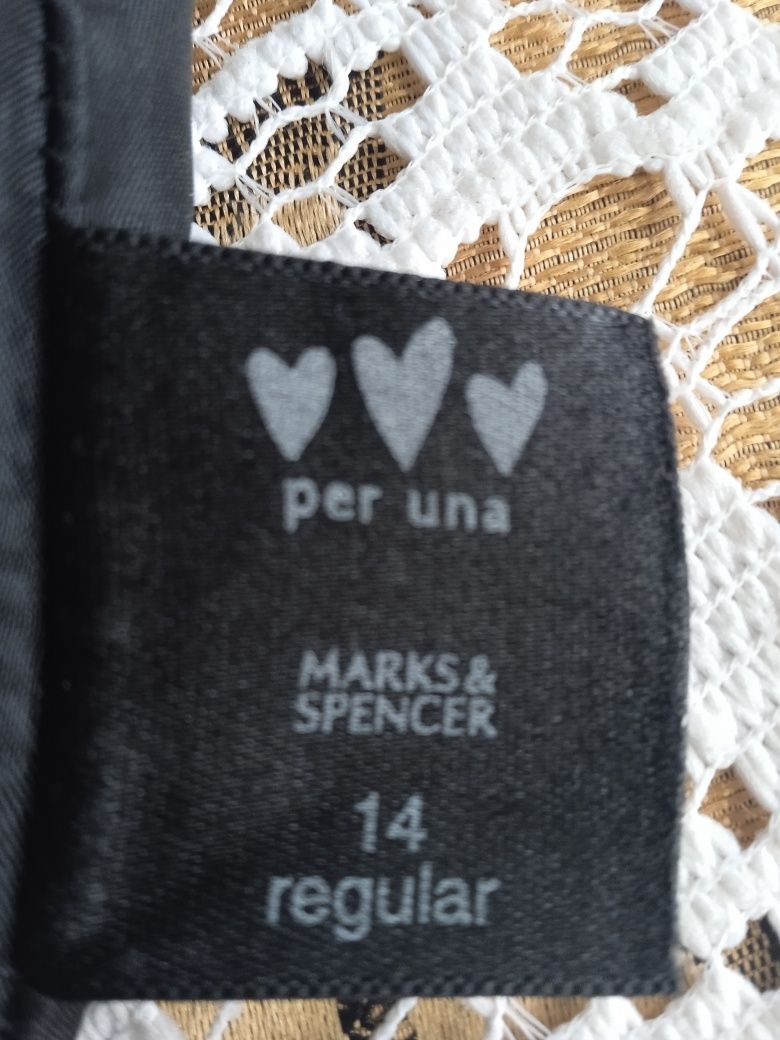 per una
MARKS&
SPENCER
14
regular